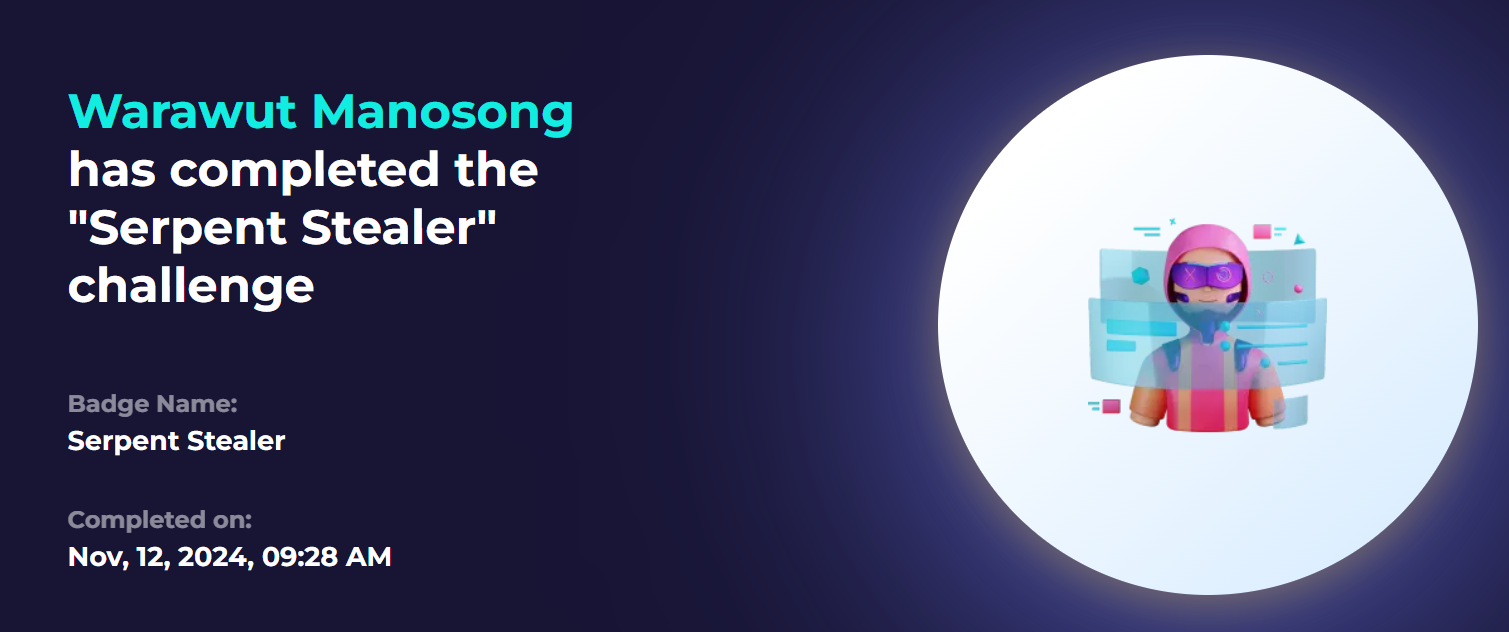 Warawut Manosong
has completed the
"Serpent Stealer"
challenge
Badge Name:
Serpent Stealer
Completed on:
Nov, 12, 2024, 09:28 AM